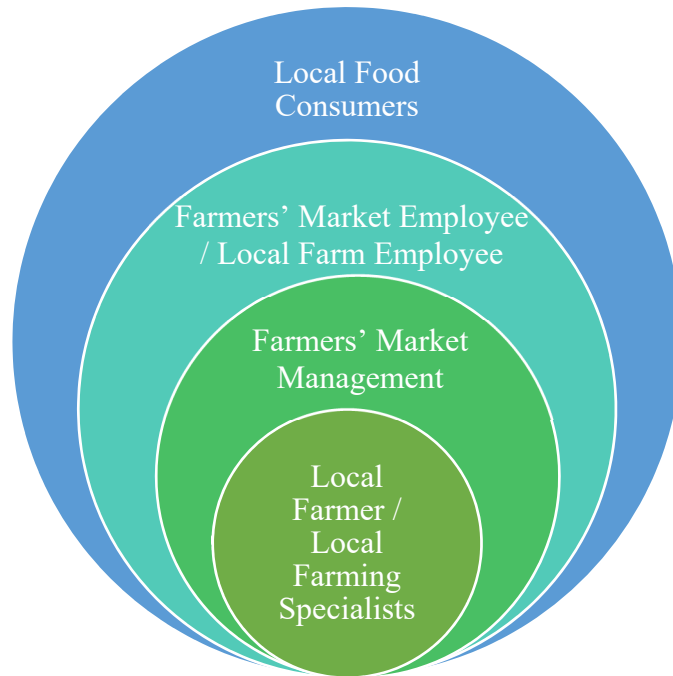 Local Food
Consumers
Farmers’ Market Employee
/ Local Farm Employee
Farmers’ Market
Management
Local
Farmer /
Local
Farming
Specialists